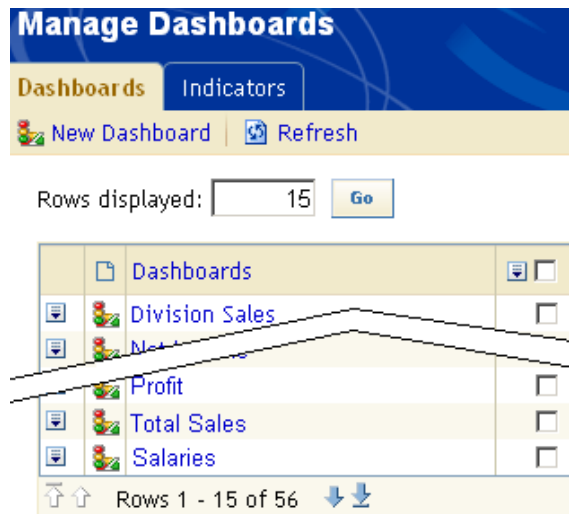 Manage Dashboards
Dashboards Indicators
New Dashboard Refresh
Rows displayed: 15 Go
Dashboards
Division Sales
Profit
Total Sales
Salaries
Rows 1 - 15 of 56